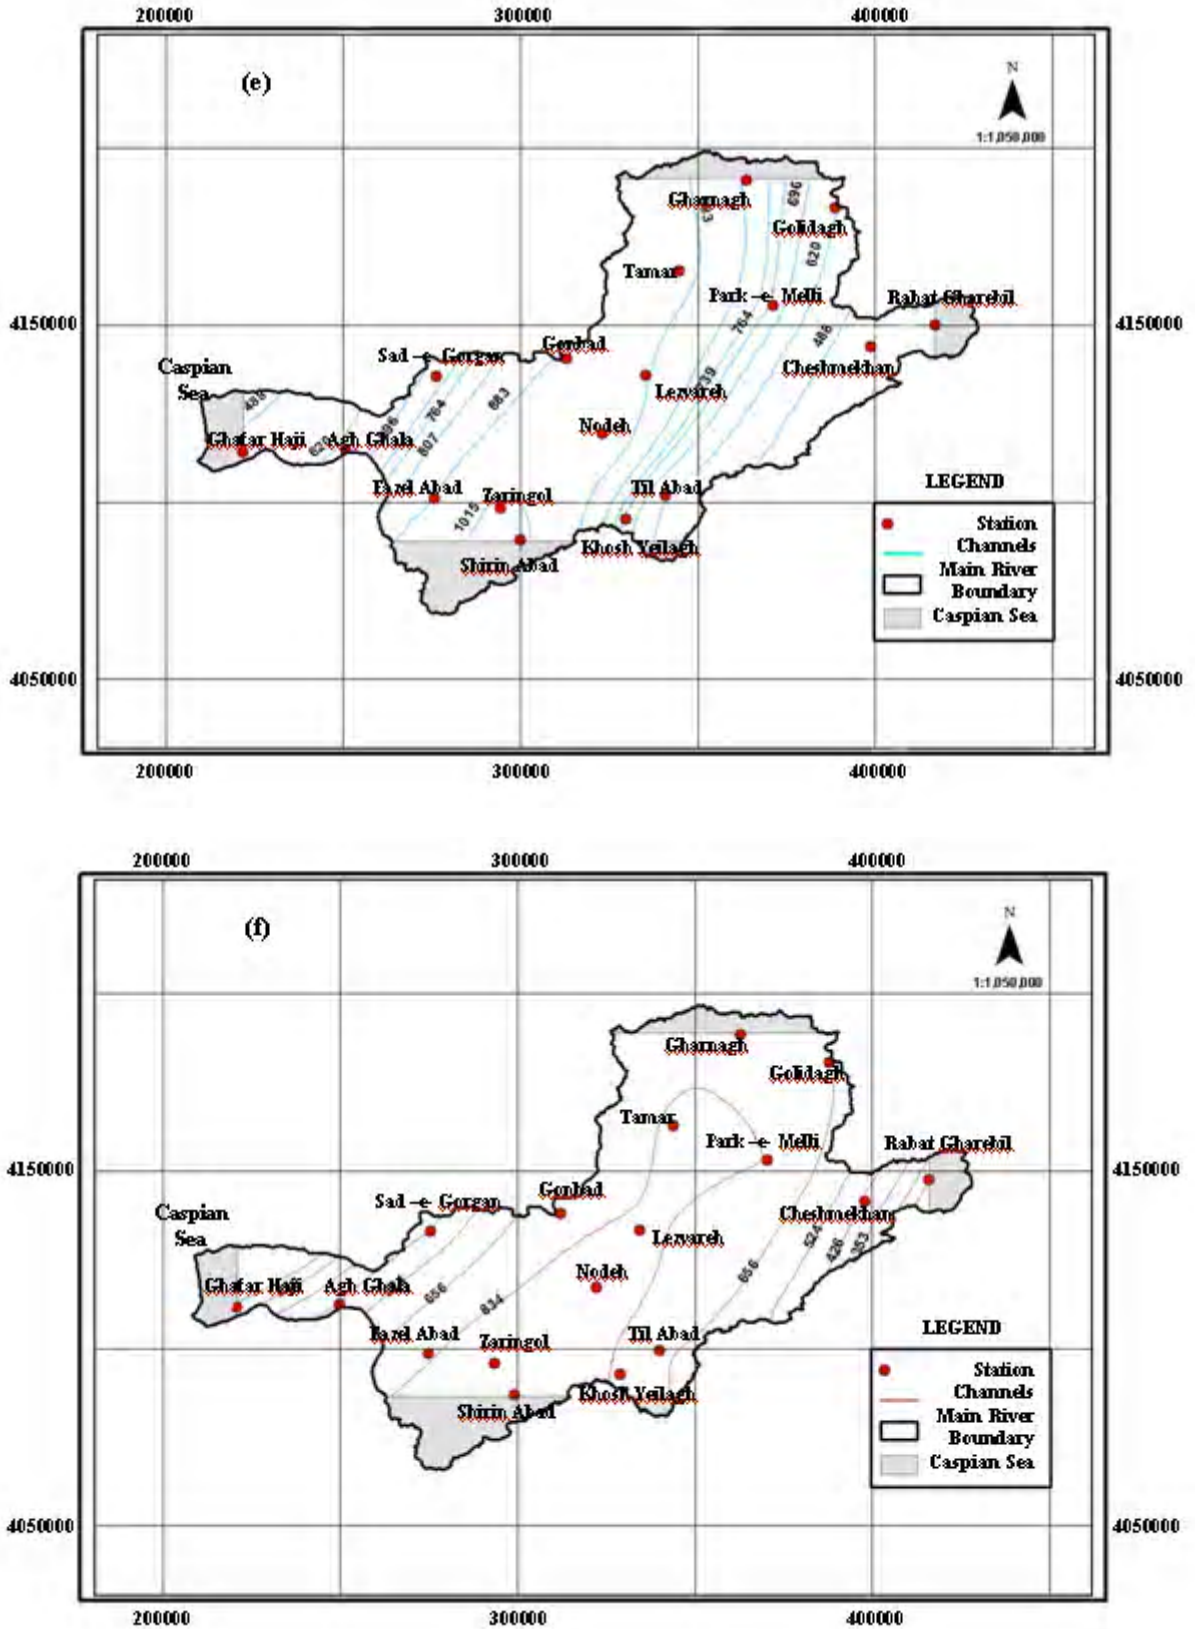 200000 300000 400000
(e)
N
1:1,050,000
Gharnagh
696
Golidagh
620
Tamar
Park -e- Melli
Rabat Gharebil
4150000
764
488
Gonbad
Sad -e- Gorgan
Cheshmekhan
Caspian
Sea
488
764
883
Lezvareh
Ghafar Haji
620
Agh Ghala
807
Nodeh
Fazel Abad
Zaringol
Til Abad
1015
Khosh Yeilagh
Shirin Abad
LEGEND
Station
Channels
Main River
Boundary
Caspian Sea
4050000 4050000
200000 300000 400000
200000 300000 400000
(f)
N
1:1,050,000
Gharnagh
Golidagh
Tamar
Park -e- Melli
Rabat Gharebil
4150000 4150000
Gonbad
Sad -e- Gorgan
Cheshmekhan
Caspian
Sea
524
426
353
Lezvareh
Nodeh
656
Ghafar Haji
Agh Ghala
656
834
Fazel Abad
Zaringol
Til Abad
Khosh Yeilagh
Shirin Abad
LEGEND
Station
Channels
Main River
Boundary
Caspian Sea
4050000 4050000
200000 300000 400000